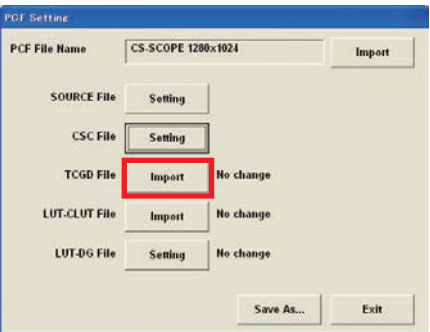 PGF Setting
PCF File Name CS-SCOPE 1280x1024 Import
SOURCE File Setting
CSC File Setting
TCGD File Import No change
LUT-CLUT File Import No change
LUT-DG File Setting No change
Save As... Exit